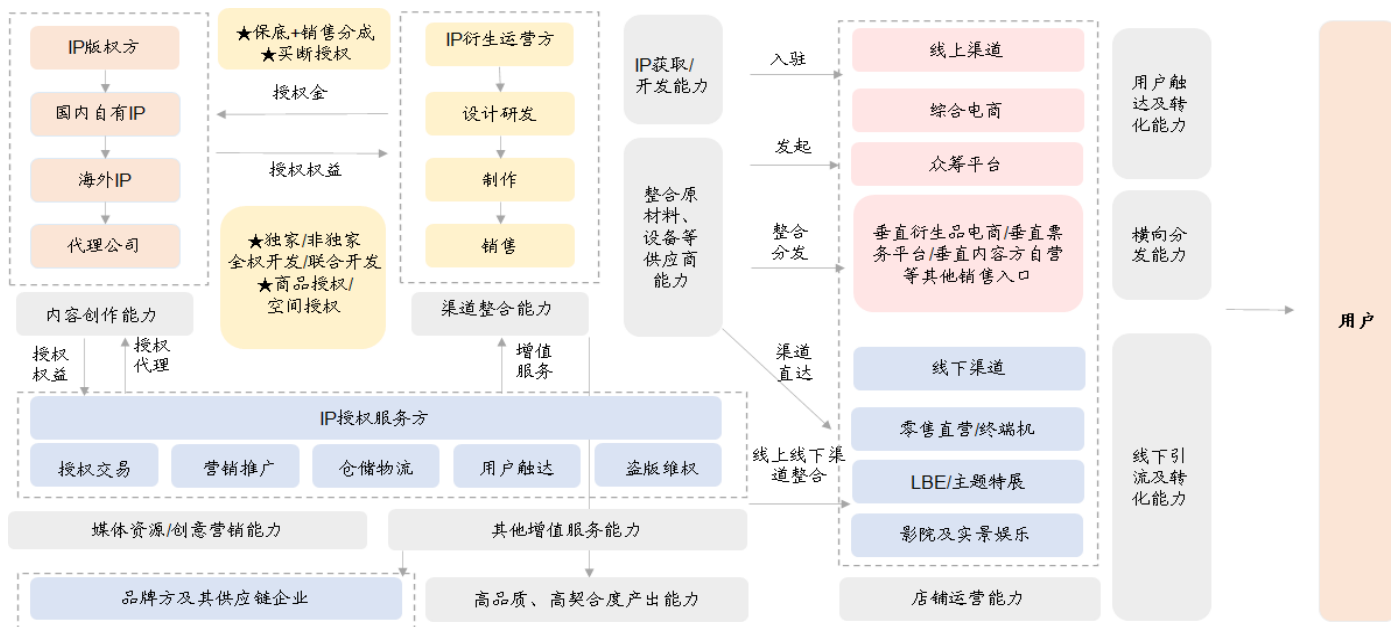 IP版权方
国内自有IP
海外IP
代理公司
内容创作能力
★保底+销售分成
★买断授权
授权金
授权权益
★独家/非独家
全权开发/联合开发
★商品授权/
空间授权
IP衍生运营方
设计研发
制作
销售
渠道整合能力
授权
权益
授权
代理
增值
服务
IP授权服务方
授权交易
营销推广
仓储物流
用户触达
盗版维权
媒体资源/创意营销能力
其他增值服务能力
品牌方及其供应链企业
高品质、高契合度产出能力
IP获取/
开发能力
整合原
材料、
设备等
供应商
能力
入驻
发起
整合
分发
渠道
直达
线上线下渠
道整合
线上渠道
综合电商
众筹平台
垂直衍生品电商/垂直票
务平台/垂直内容方自营
等其他销售入口
线下渠道
零售直营/终端机
LBE/主题特展
影院及实景娱乐
店铺运营能力
用户触
达及转
化能力
横向分
发能力
线下引
流及转
化能力
用户